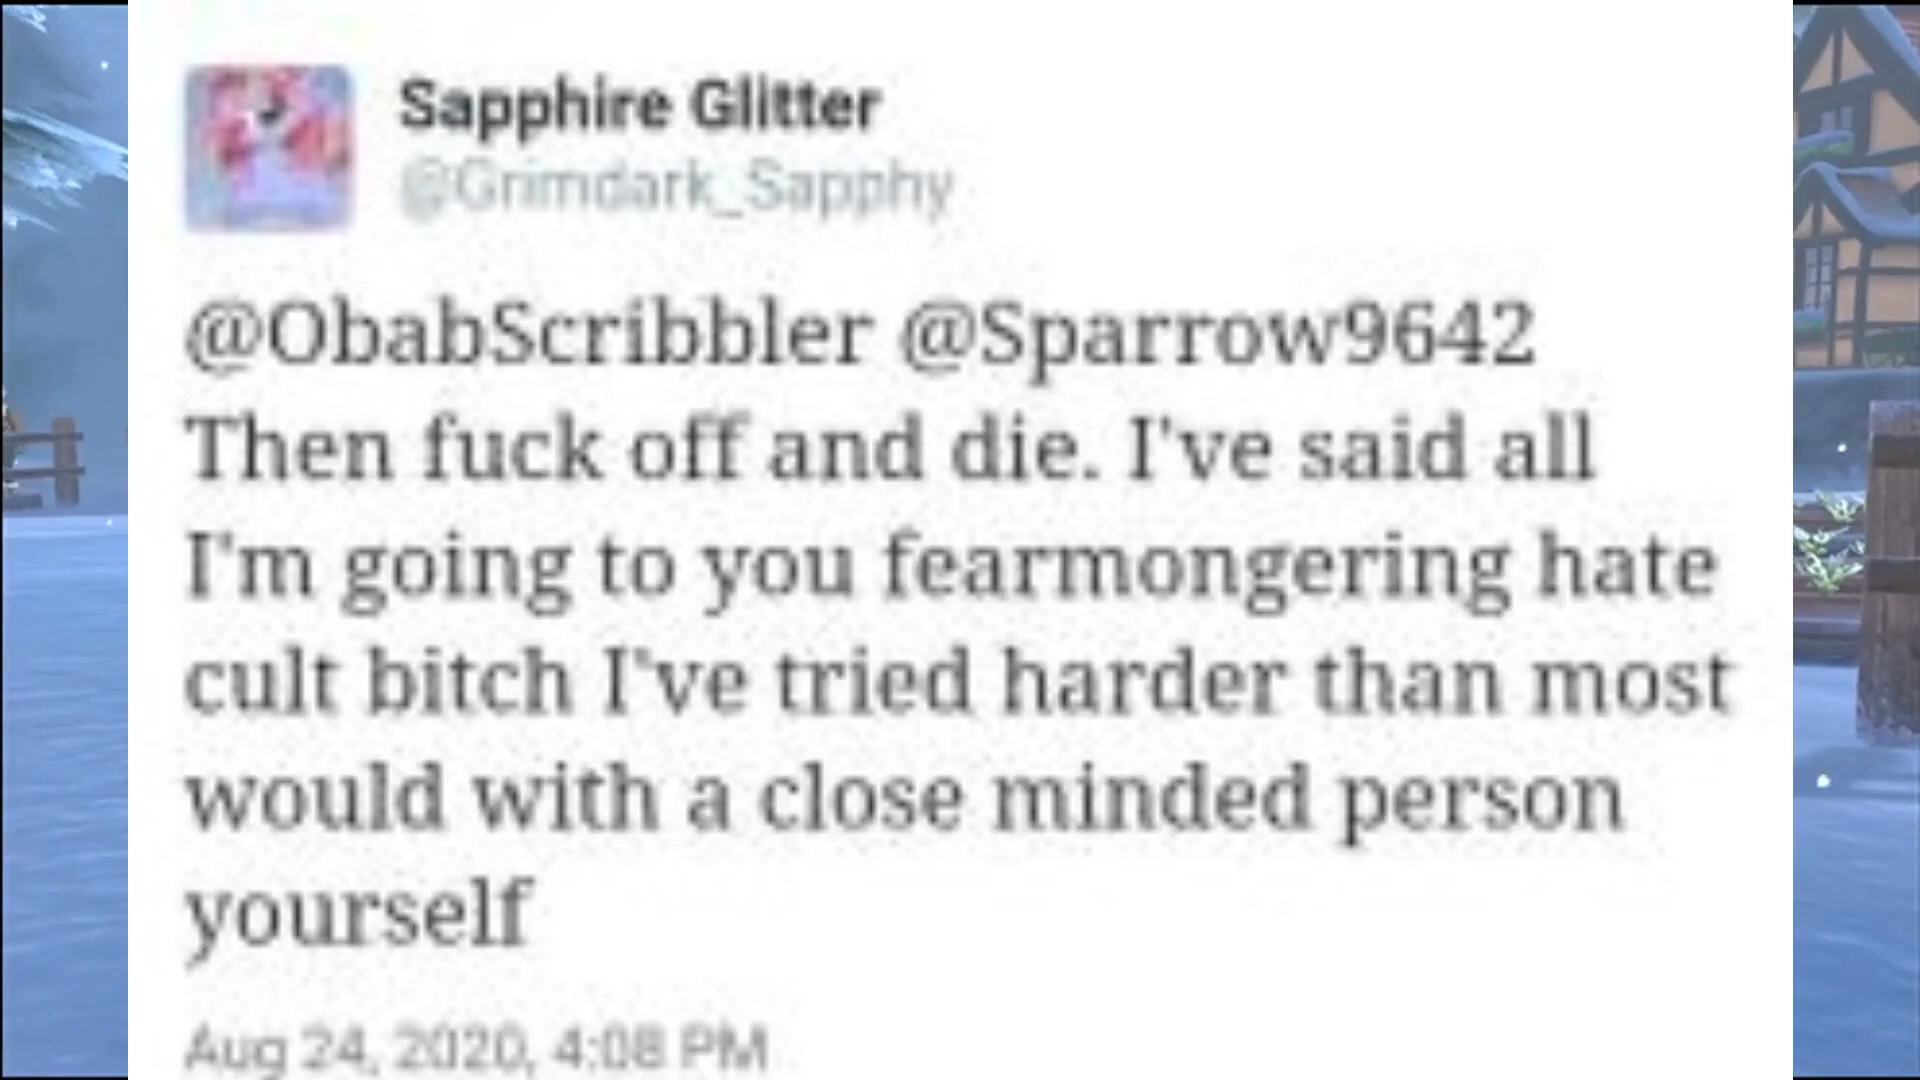 Sapphire Glitter
@Grimdark_Sapphy
@ObabScribbler @Sparrow9642
Then fuck off and die. I've said all
I'm going to you fearmongering hate
cult bitch I've tried harder than most
would with a close minded person
yourself
Aug 24, 2020, 4:08 PM